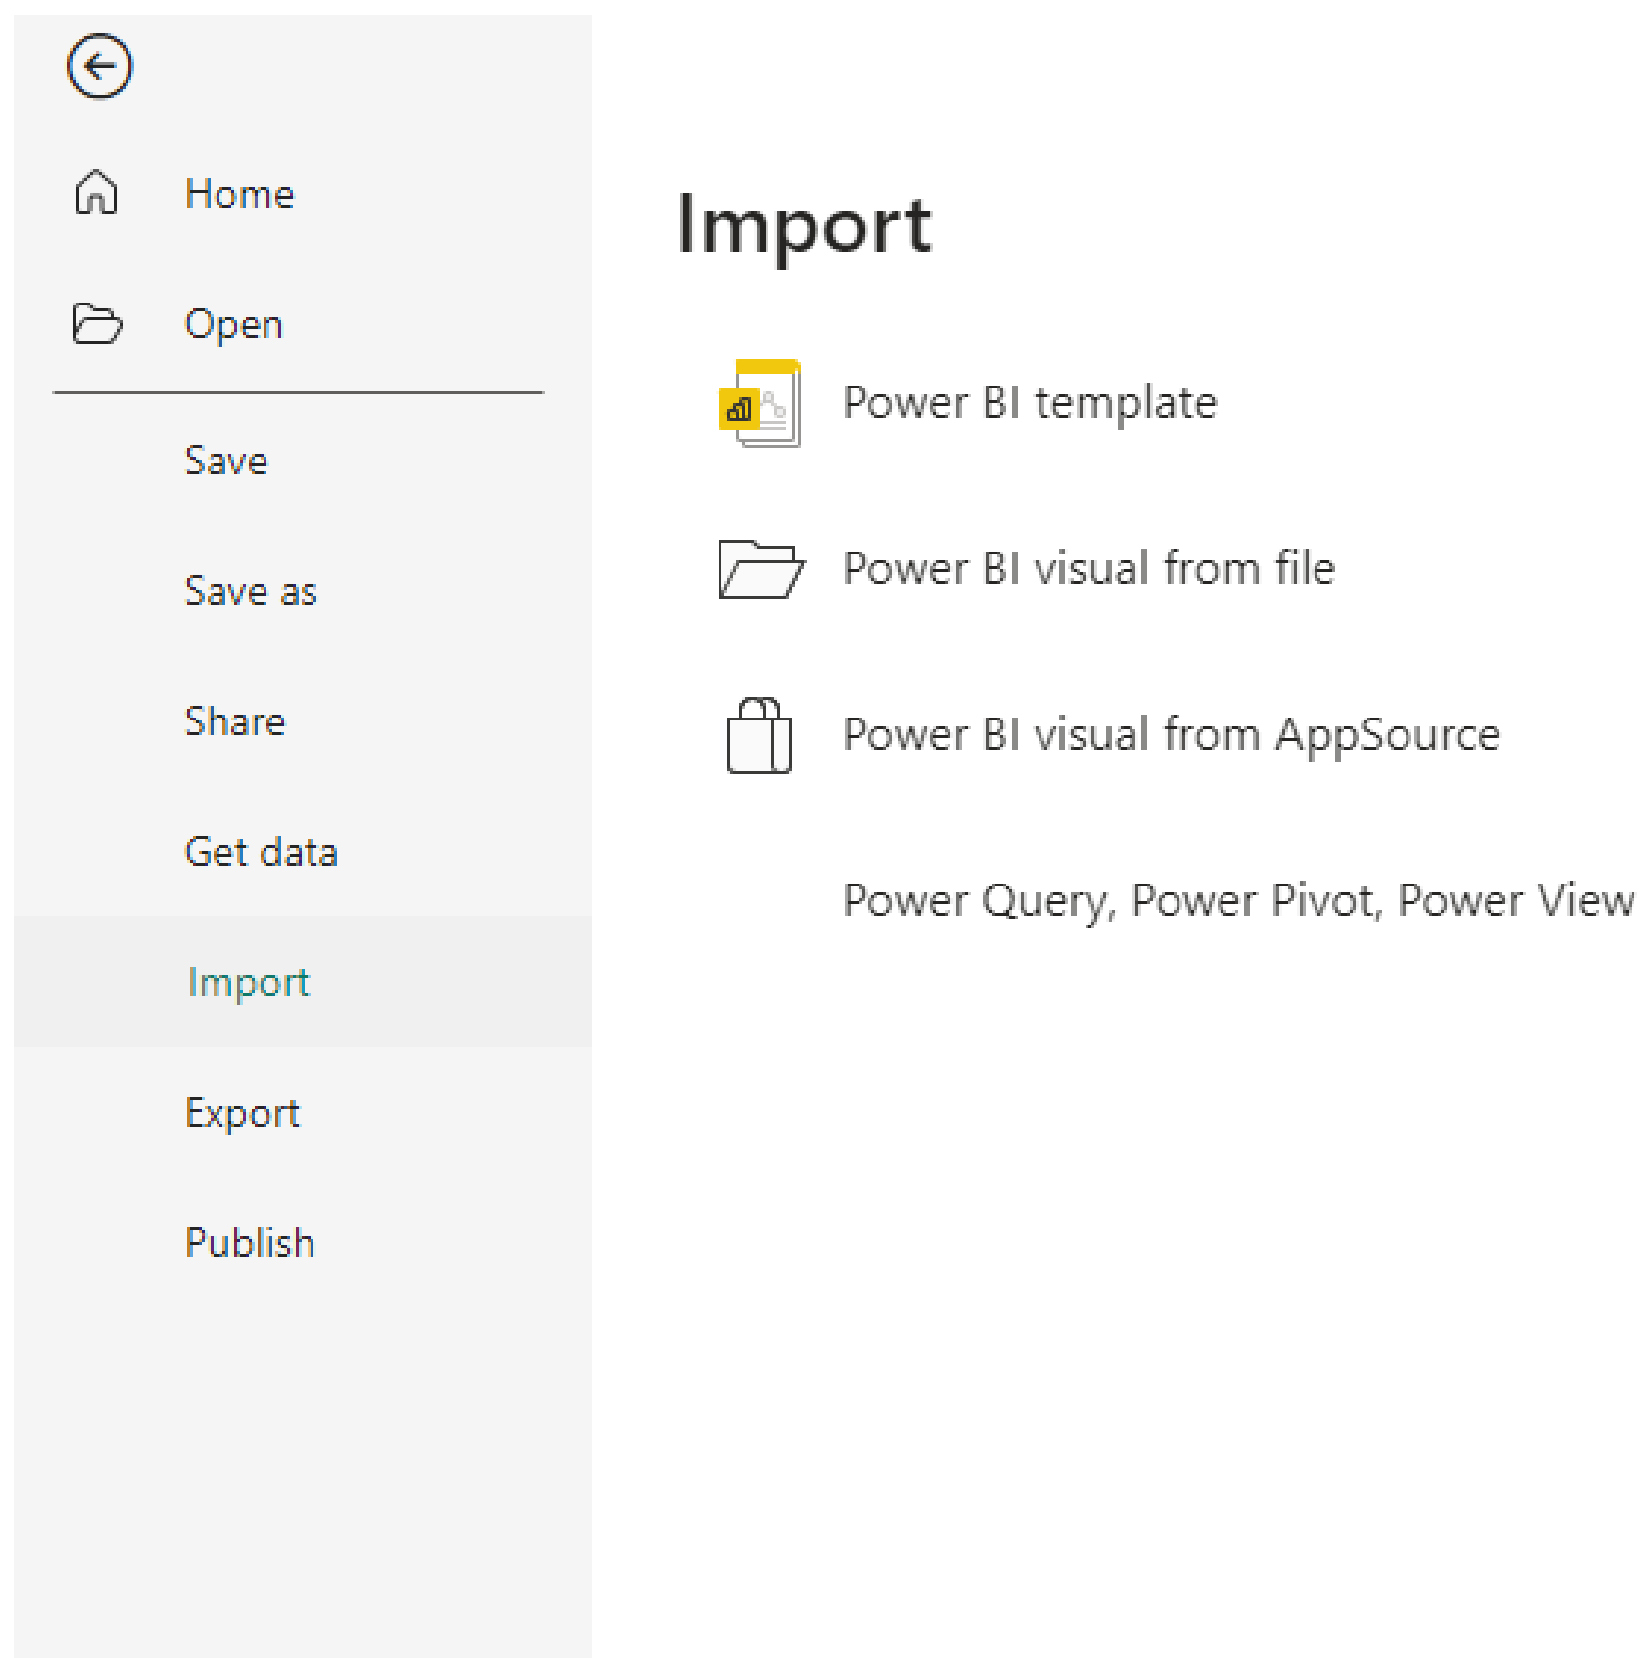 Home
Open
Save
Save as
Share
Get data
Import
Export
Publish
Import
Power BI template
Power BI visual from file
Power BI visual from AppSource
Power Query, Power Pivot, Power View